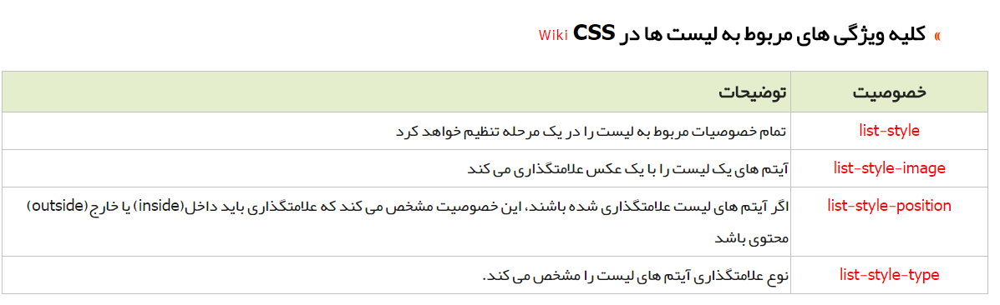 » کلیه ویژگی های مربوط به لیست ها در CSS Wiki
خصوصیت توضیحات
list-style تمام خصوصیات مربوط به لیست را در یک مرحله تنظیم خواهد کرد
list-style-image آیتم های یک لیست را با یک عکس علامتگذاری می کند
list-style-position اگر آیتم های لیست علامتگذاری شده باشند، این خصوصیت مشخص می کند که علامتگذاری باید داخل(inside) یا خارج(outside)
محتوی باشد
list-style-type نوع علامتگذاری آیتم های لیست را مشخص می کند.